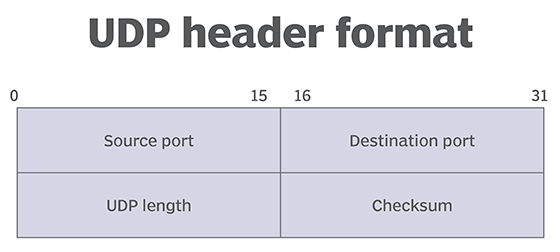 UDP header format
0 15 16 31
Source port Destination port
UDP length Checksum